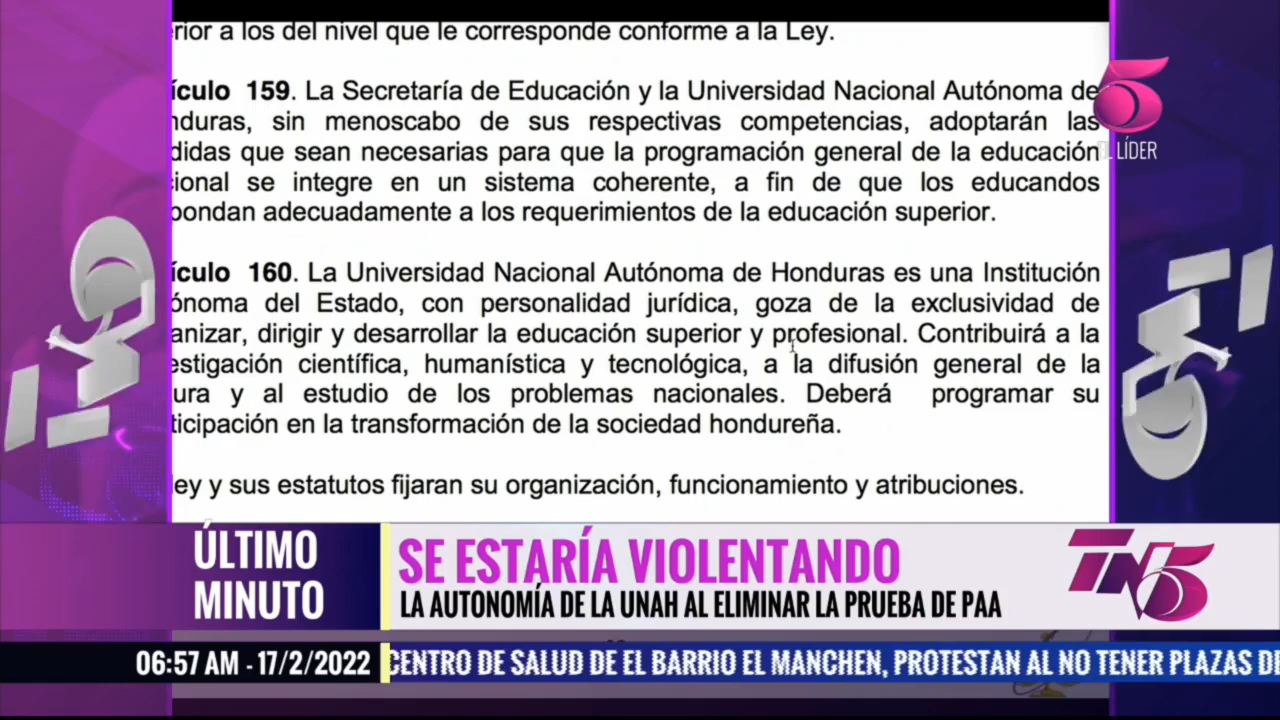 rior a los del nivel que le corresponde conforme a la Ley.
ículo 159. La Secretaría de Educación y la Universidad Nacional Autónoma de
nduras, sin menoscabo de sus respectivas competencias, adoptarán las
didas que sean necesarias para que la programación general de la educación
cional se integre en un sistema coherente, a fin de que los educandos
pondan adecuadamente a los requerimientos de la educación superior.
ículo 160. La Universidad Nacional Autónoma de Honduras es una Institución
ónoma del Estado, con personalidad jurídica, goza de la exclusividad de
anizar, dirigir y desarrollar la educación superior y profesional. Contribuirá a la
estigación científica, humanística y tecnológica, a la difusión general de la
ura y al estudio de los problemas nacionales. Deberá programar su
ticipación en la transformación de la sociedad hondureña.
ley y sus estatutos fijaran su organización, funcionamiento y atribuciones.
5
EL LÍDER
ÚLTIMO
MINUTO
SE ESTARÍA VIOLENTANDO
LA AUTONOMÍA DE LA UNAH AL ELIMINAR LA PRUEBA DE PAA
TN5
06:57 AM - 17/2/2022
CENTRO DE SALUD DE EL BARRIO EL MANCHEN, PROTESTAN AL NO TENER PLAZAS DE